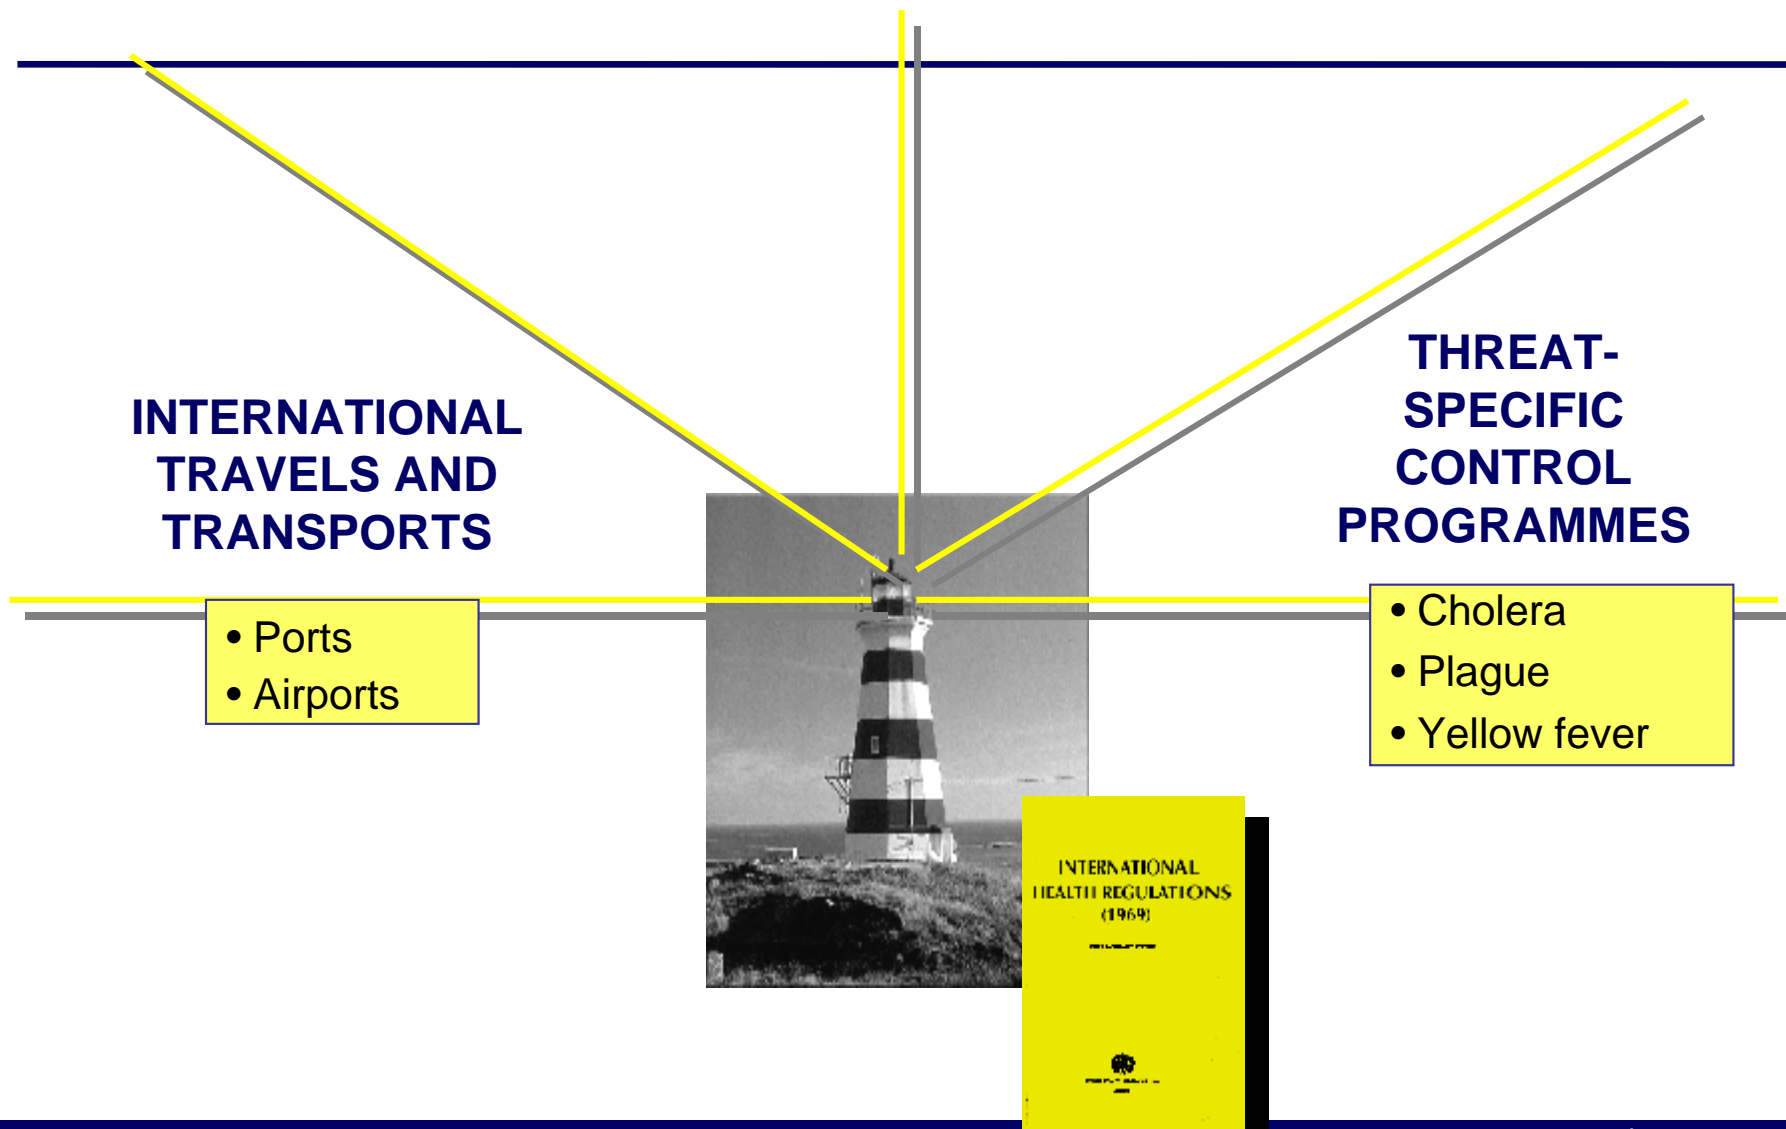 INTERNATIONAL
TRAVELS AND
TRANSPORTS
• Ports
• Airports
THREAT-
SPECIFIC
CONTROL
PROGRAMMES
• Cholera
• Plague
• Yellow fever
INTERNATIONAL
HEALTH REGULATIONS
(1969)